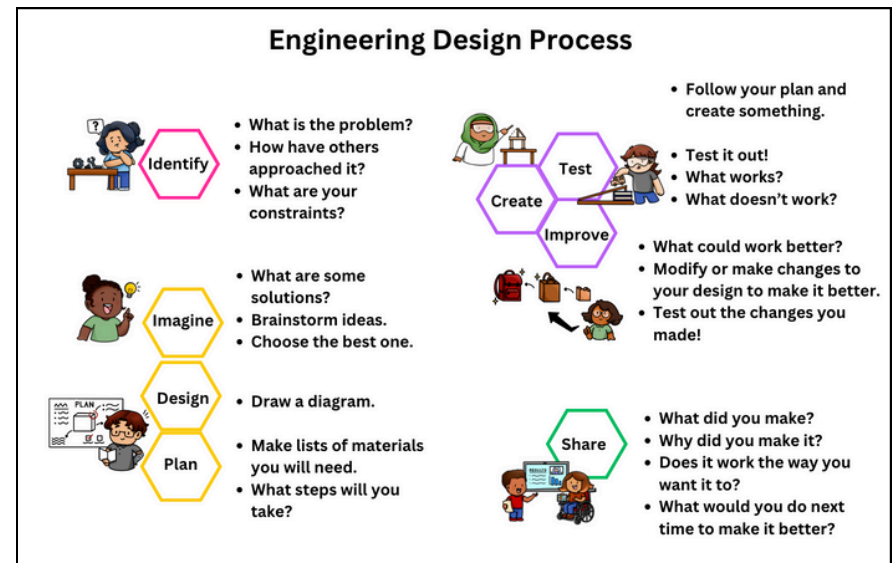 Engineering Design Process
?
Identify
• What is the problem?
• How have others
approached it?
• What are your
constraints?
Imagine
• What are some
solutions?
• Brainstorm ideas.
• Choose the best one.
PLAN
Design
• Draw a diagram.
Plan
• Make lists of materials
you will need.
• What steps will you
take?
• Follow your plan and
create something.
Test
Create
Improve
• Test it out!
• What works?
• What doesn’t work?
• What could work better?
• Modify or make changes to
your design to make it better.
• Test out the changes you
made!
Share
RESULTS
• What did you make?
• Why did you make it?
• Does it work the way you
want it to?
• What would you do next
time to make it better?